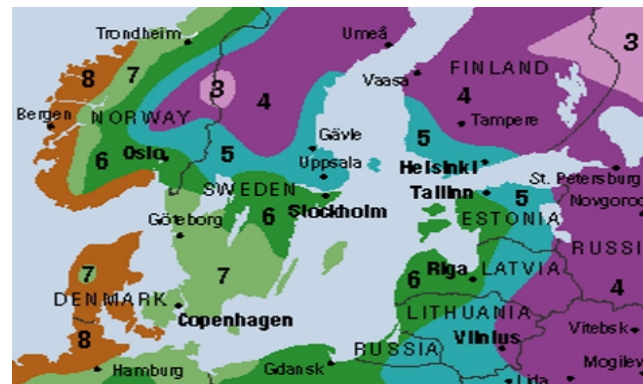 Trondheim
Umeå
3
8
7
3
4
Vaasa
FINLAND
4
Bergen
NORWAY
Tampere
6
Oslo
5
Gävle
5
Uppsala
Helsinki
St. Petersburg
SWEDEN
Stockholm
Tallinn
5
Novgorod
6
Göteborg
ESTONIA
RUSSI
7
7
Riga
LATVIA
6
4
DENMARK
Copenhagen
LITHUANIA
8
Vilnius
Vitebsk
RUSSIA
Hamburg
Gdansk
Mogilev
Lida